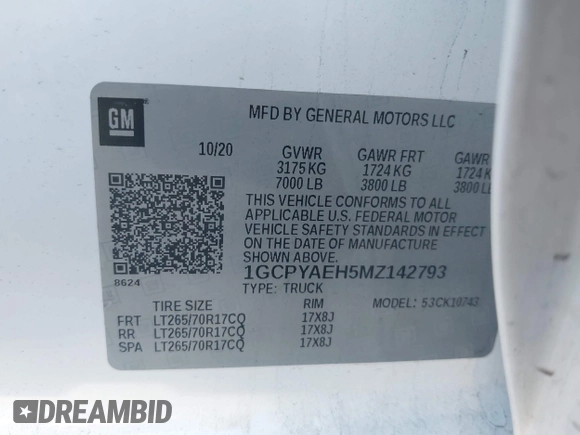 GM
MFD BY GENERAL MOTORS LLC
10/20 GVWR GAWR FRT GAWR
3175 KG 1724 KG 1724 K
7000 LB 3800 LB 3800 LB
THIS VEHICLE CONFORMS TO ALL
APPLICABLE U.S. FEDERAL MOTOR
VEHICLE SAFETY STANDARDS IN EFFECT
ON THE DATE OF MANUFACTURE
SHOWN ABOVE.
1GCPYAEH5MZ142793
8624
TYPE: TRUCK MODEL: 53CK10743
TIRE SIZE RIM
FRT LT265/70R17CQ 17X8J
RR LT265/70R17CQ 17X8J
SPA LT265/70R17CQ 17X8J
DREAMBID